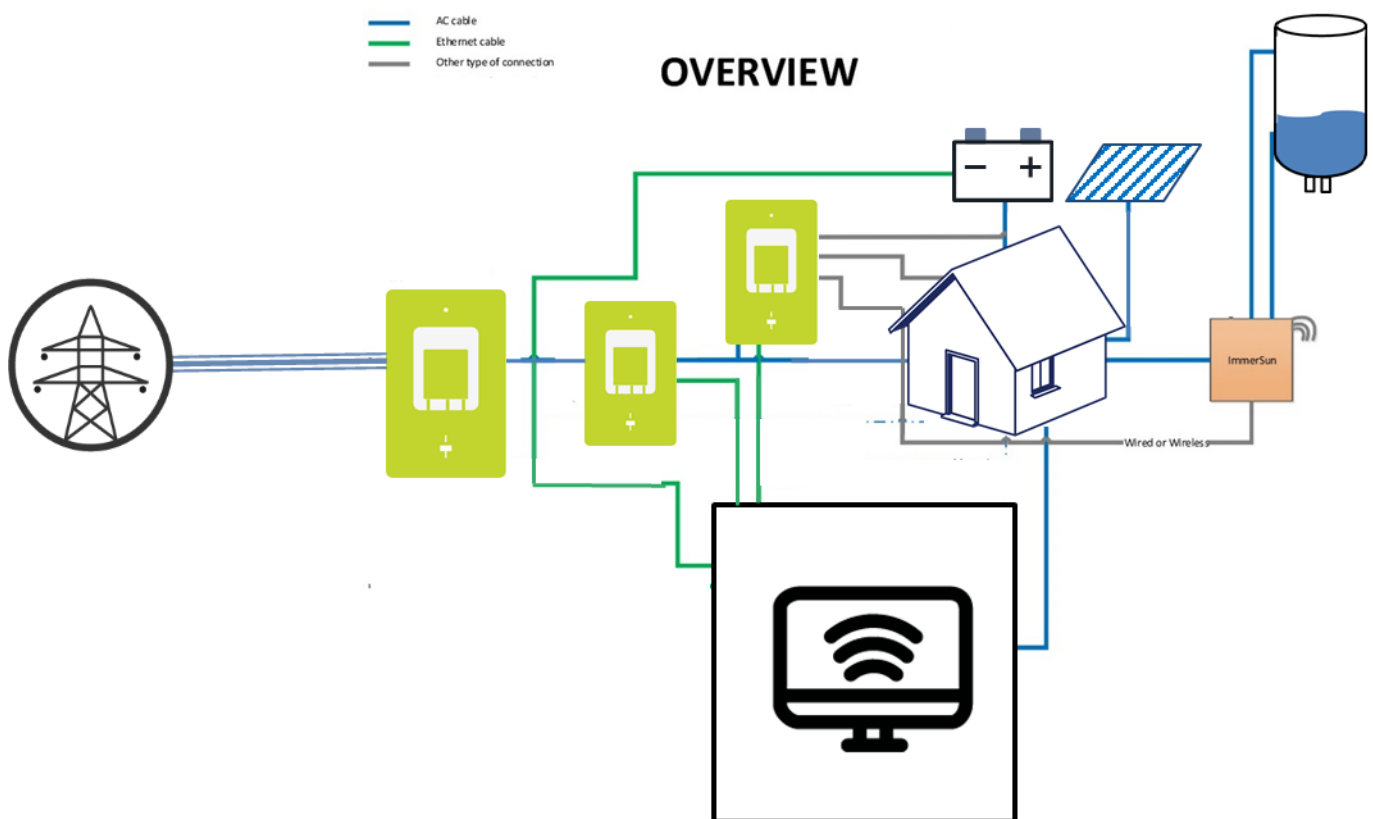 AC cable
Ethernet cable
Other type of connection
OVERVIEW
− +
ImmerSun
Wired or Wireless